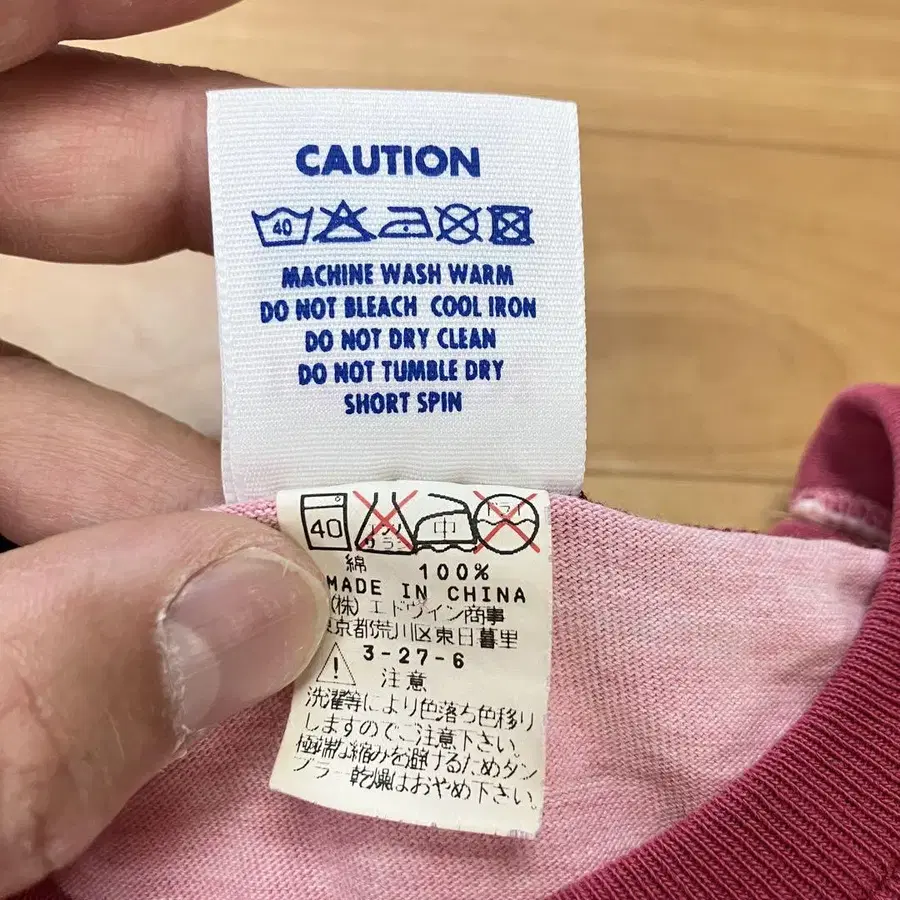 CAUTION
40
MACHINE WASH WARM
DO NOT BLEACH COOL IRON
DO NOT DRY CLEAN
DO NOT TUMBLE DRY
SHORT SPIN
40 中 ドライ
綿 100%
MADE IN CHINA
(株)エドウィン商事
京都荒川区東日暮里
3-27-6
注意
洗濯等により色落ち色移り
しますのでご注意下さい。
極端な縮みを避けるためタン
ブラー乾燥はおやめ下さい。